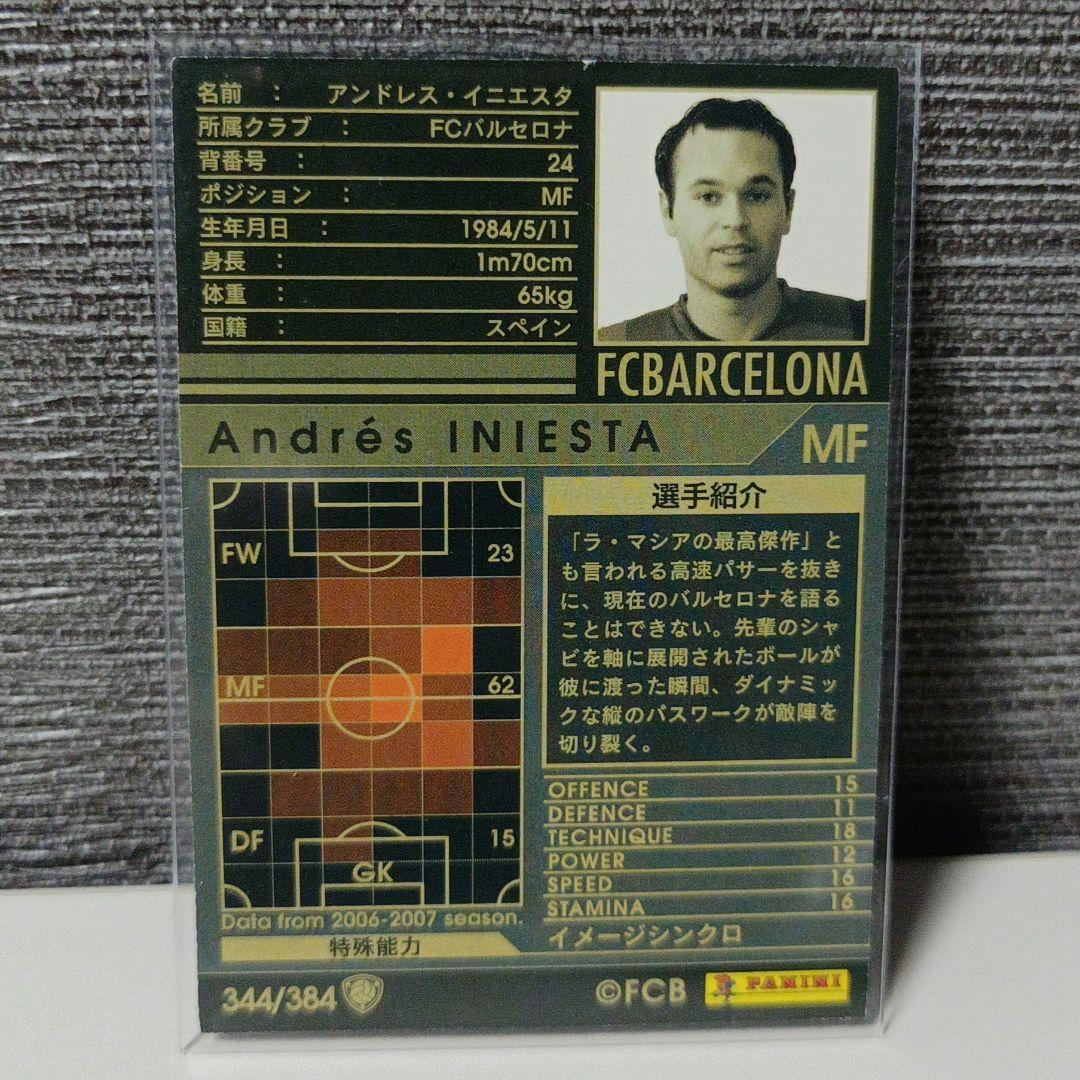 名前 : アンドレス・イニエスタ
所属クラブ : FCバルセロナ
背番号 : 24
ポジション : MF
生年月日 : 1984/5/11
身長 : 1m70cm
体重 : 65kg
国籍 : スペイン
FCBARCELONA
Andrés INIESTA
MF
FW 23
MF 62
DF 15
GK
Data from 2006-2007 season.
特殊能力
選手紹介
「ラ・マシアの最高傑作」と
も言われる高速パサーを抜き
に、現在のバルセロナを語る
ことはできない。先輩のシャ
ビを軸に展開されたボールが
彼に渡った瞬間、ダイナミッ
クな縦のパスワークが敵陣を
切り裂く。
OFFENCE 15
DEFENCE 11
TECHNIQUE 18
POWER 12
SPEED 16
STAMINA 16
イメージシンクロ
344/384
©FCB
PANINI